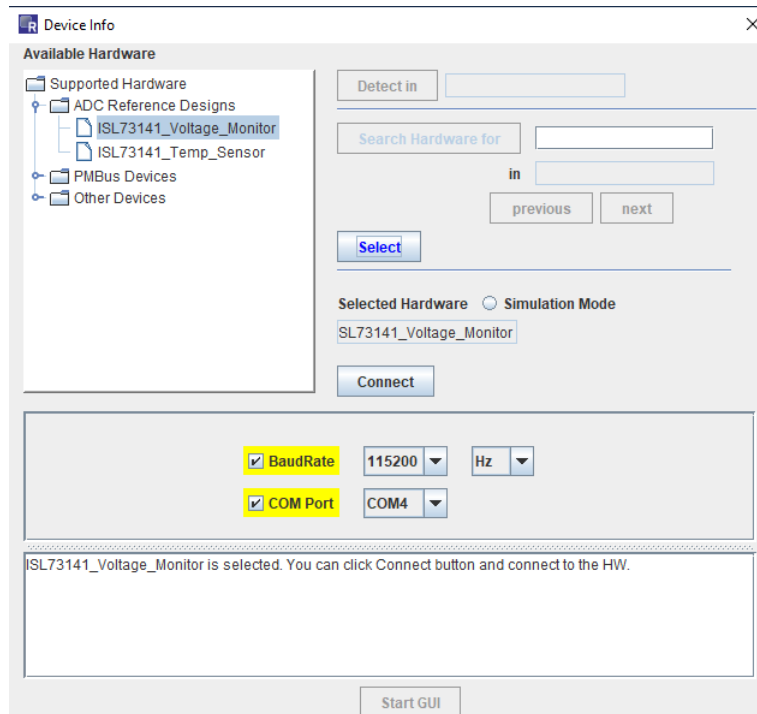 Device Info
Available Hardware
Supported Hardware
ADC Reference Designs
ISL73141_Voltage_Monitor
ISL73141_Temp_Sensor
PMBus Devices
Other Devices
Detect in
Search Hardware for
in
previous next
Select
Selected Hardware Simulation Mode
SL73141_Voltage_Monitor
Connect
BaudRate 115200 Hz
COM Port COM4
ISL73141_Voltage_Monitor is selected. You can click Connect button and connect to the HW.
Start GUI